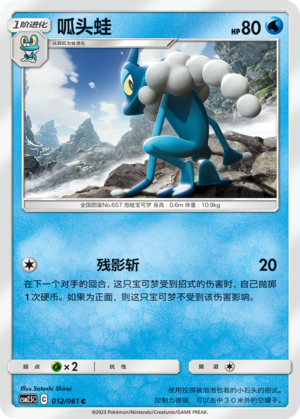 1阶进化
呱头蛙
HP80
从呱呱泡蛙进化
全国图鉴No.657 泡蛙宝可梦 身高：0.6m 体重：10.9kg
残影斩 20
在下一个对手的回合，这只宝可梦受到招式的伤害时，自己抛掷
1次硬币。如果为正面，则这只宝可梦不受到该伤害影响。
弱点 ×2 抗性 撤退
Illus.Satoshi Shirai
使用投掷被泡泡包着的小石头的招式。
CSM2.5C G 012/061 C
控制力很强，可以击中30米外的空罐子。
©2023 Pokémon/Nintendo/Creatures/GAME FREAK.